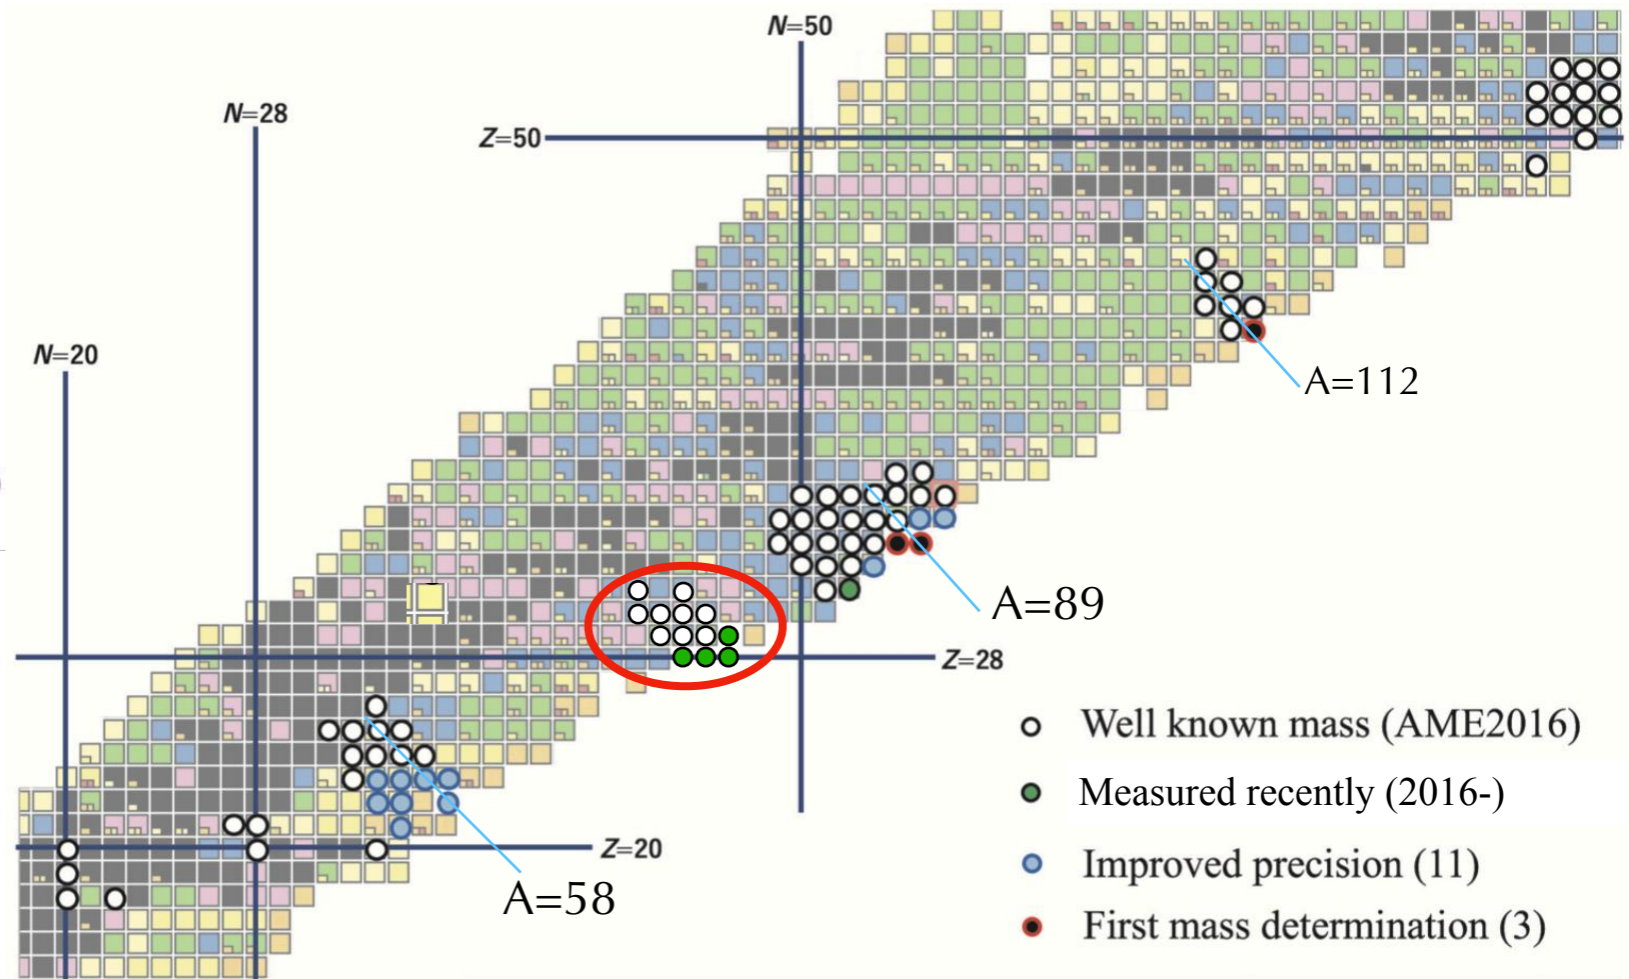 N=50
N=28
Z=50
N=20
A=112
A=89
Z=28
Well known mass (AME2016)
Measured recently (2016-)
Z=20
Improved precision (11)
A=58
First mass determination (3)